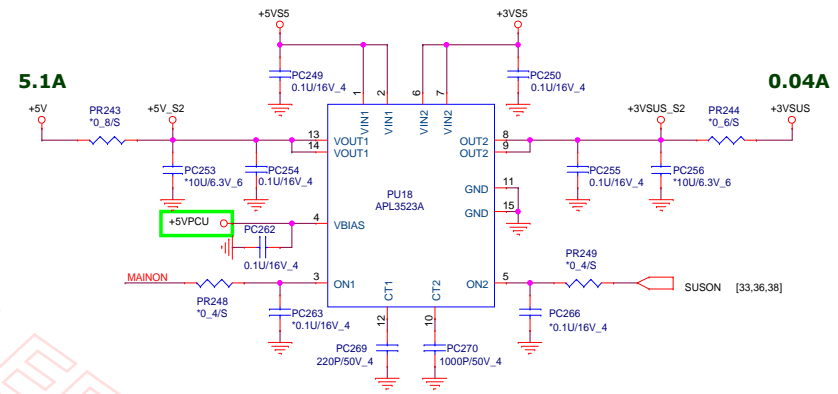 +5VS5
+3VS5
5.1A
0.04A
PC249
0.1U/16V_4
PC250
0.1U/16V_4
1
2
6
7
+5V
PR243
*0_8/S
+5V_S2
+3VSUS_S2
PR244
*0_6/S
+3VSUS
VIN1
VIN1
VIN2
VIN2
13
VOUT1
14
VOUT1
8
OUT2
9
OUT2
PC253
*10U/6.3V_6
PC254
0.1U/16V_4
PC255
0.1U/16V_4
PC256
*10U/6.3V_6
PU18
APL3523A
11
GND
15
GND
+5VPCU
PC262
0.1U/16V_4
4
VBIAS
MAINON
PR248
*0_4/S
3
ON1
5
ON2
PR249
*0_4/S
SUSON [33,36,38]
PC263
*0.1U/16V_4
PC266
*0.1U/16V_4
CT1
CT2
12
10
PC269
220P/50V_4
PC270
1000P/50V_4